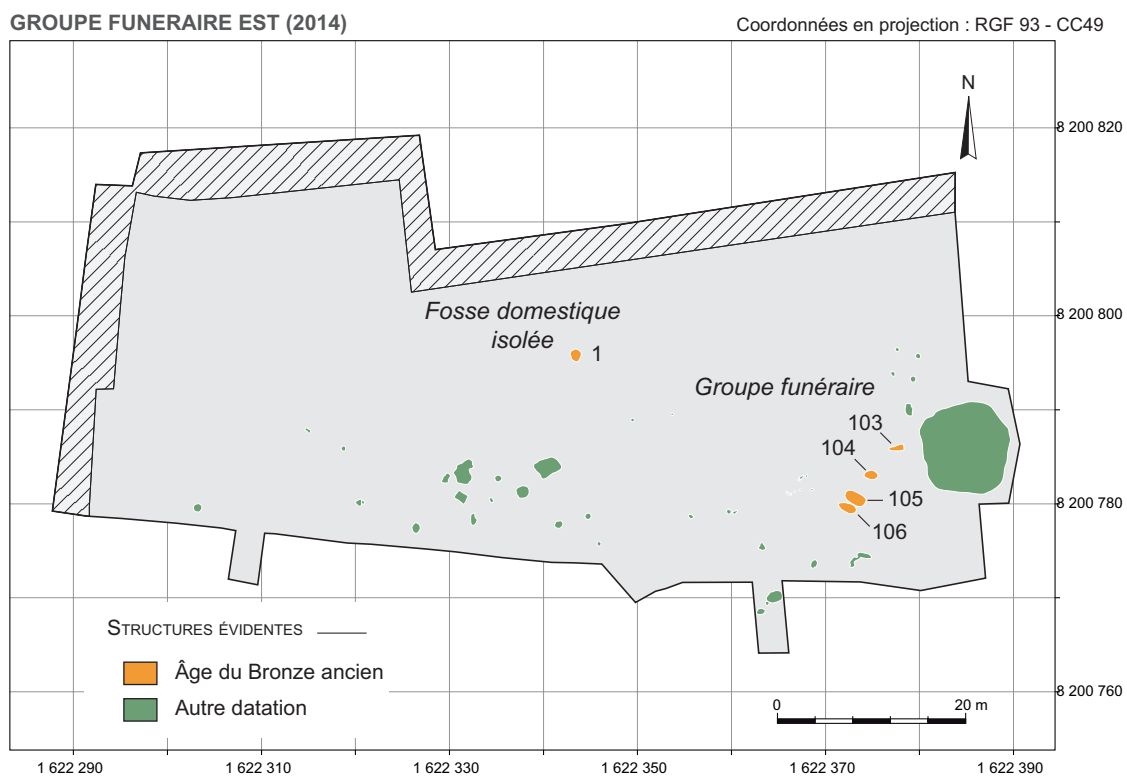 GROUPE FUNERAIRE EST (2014)
Coordonnées en projection : RGF 93 - CC49
N
8 200 820
Fosse domestique
isolée
8 200 800
1
Groupe funéraire
103
104
105
8 200 780
106
STRUCTURES ÉVIDENTES
Âge du Bronze ancien
Autre datation
0 20 m
8 200 760
1 622 290 1 622 310 1 622 330 1 622 350 1 622 370 1 622 390